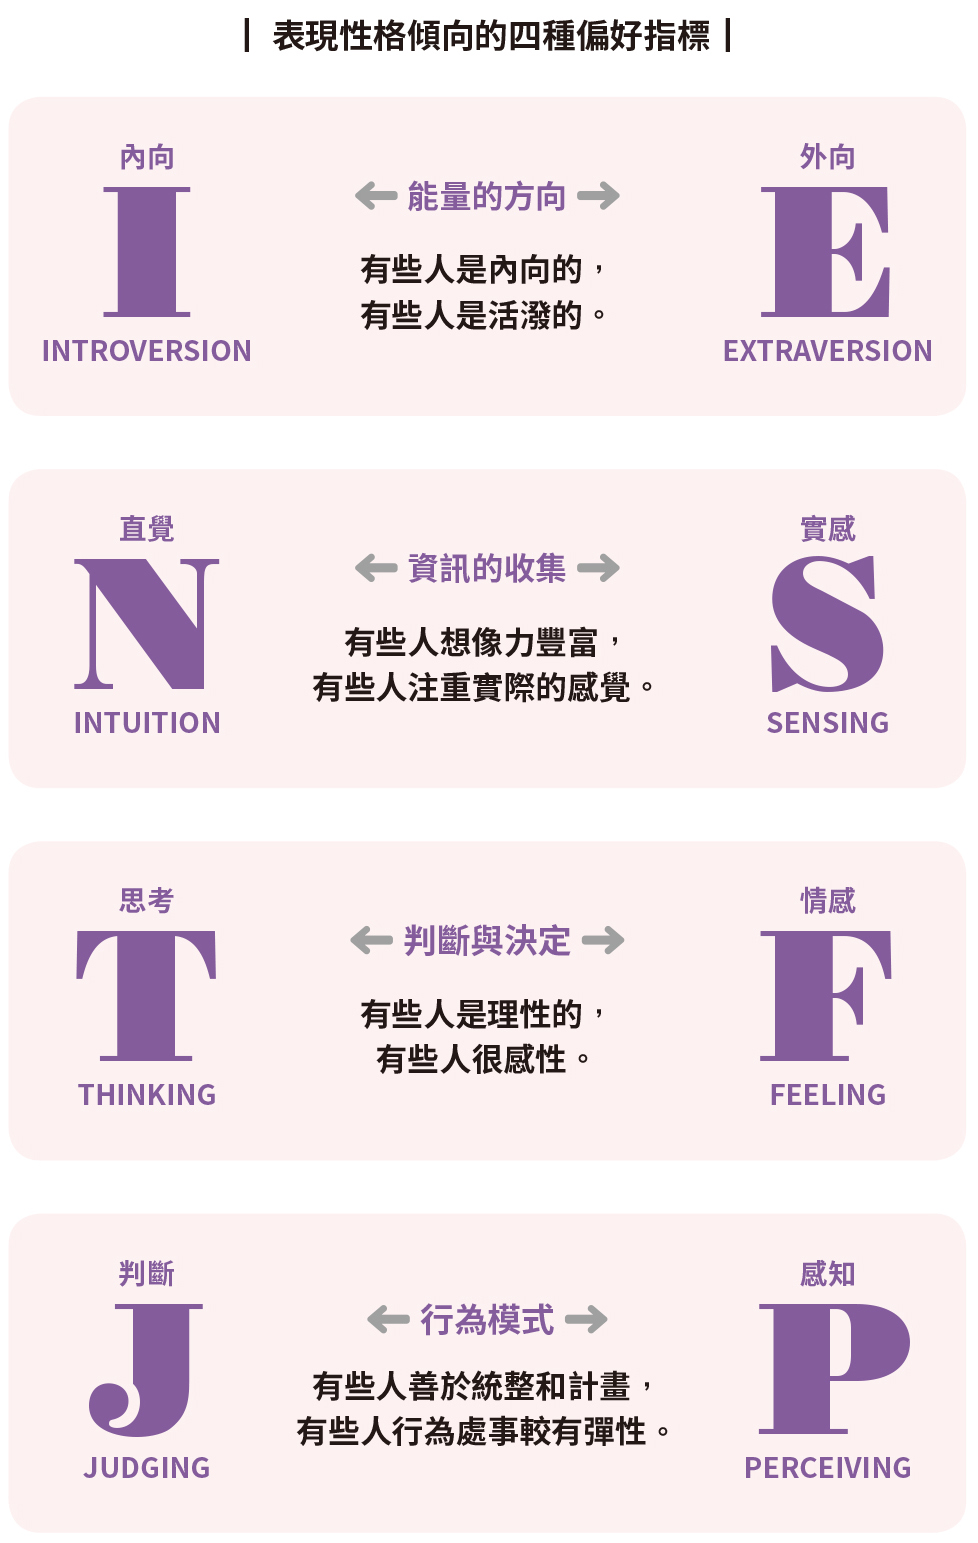 表現性格傾向的四種偏好指標
內向
I
INTROVERSION
能量的方向
有些人是內向的，
有些人是活潑的。
外向
E
EXTRAVERSION
直覺
N
INTUITION
資訊的收集
有些人想像力豐富，
有些人注重實際的感覺。
實感
S
SENSING
思考
T
THINKING
判斷與決定
有些人是理性的，
有些人很感性。
情感
F
FEELING
判斷
J
JUDGING
行為模式
有些人善於統整和計畫，
有些人行為處事較有彈性。
感知
P
PERCEIVING